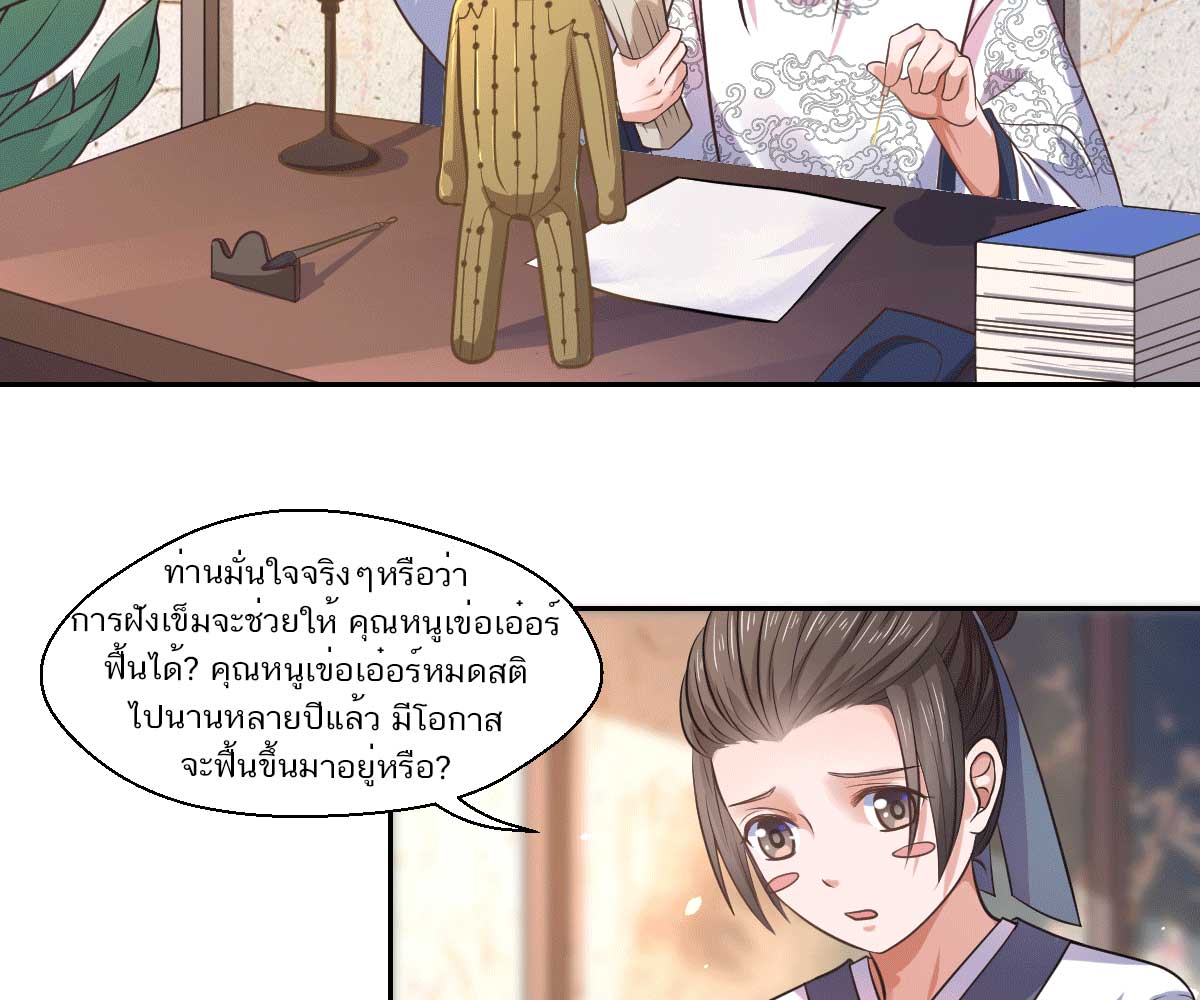 ท่านมั่นใจจริงๆหรือว่า
การฝังเข็มจะช่วยให้ คุณหนูเข่อเอ๋อร์
ฟื้นได้? คุณหนูเข่อเอ๋อร์หมดสติ
ไปนานหลายปีแล้ว มีโอกาส
จะฟื้นขึ้นมาอยู่หรือ?